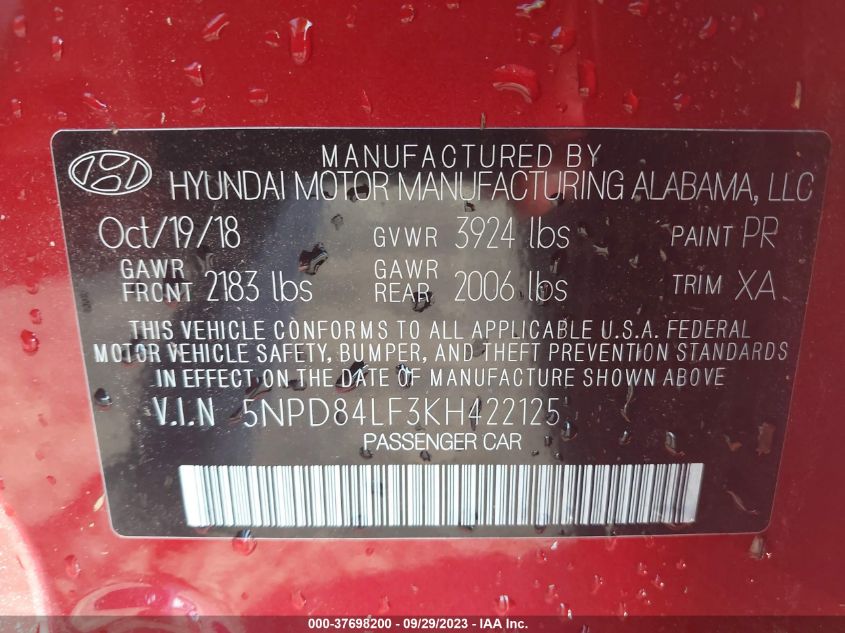 MANUFACTURED BY
HYUNDAI MOTOR MANUFACTURING ALABAMA, LLC
Oct/19/18 GVWR 3924 lbs PAINT PR
GAWR FRONT 2183 lbs GAWR REAR 2006 lbs TRIM XA
THIS VEHICLE CONFORMS TO ALL APPLICABLE U.S.A. FEDERAL
MOTOR VEHICLE SAFETY, BUMPER, AND THEFT PREVENTION STANDARDS
IN EFFECT ON THE DATE OF MANUFACTURE SHOWN ABOVE
V.I.N 5NPD84LF3KH422125
PASSENGER CAR
000-37698200 - 09/29/2023 - IAA Inc.